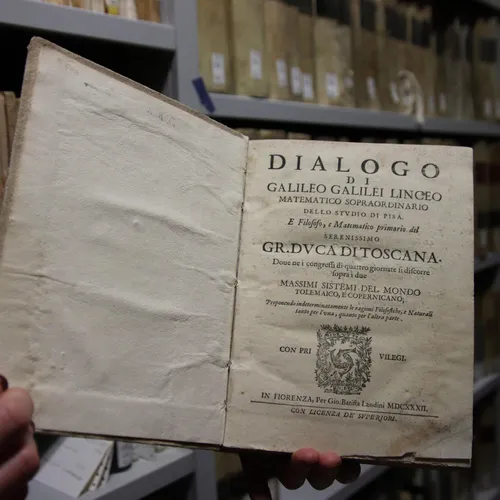 DIALOGO
DI
GALILEO GALILEI LINCEO
MATEMATICO SOPRAORDINARIO
DELLO STVDIO DI PISA.
E Filosofo, e Matematico primario del
SERENISSIMO
GR.DVCA DI TOSCANA.
Doue ne i congressi di quattro giornate si discorre
sopra i due
MASSIMI SISTEMI DEL MONDO
TOLEMAICO, E COPERNICANO,
Proponendo indeterminatamente le ragioni Filosofiche, e Naturali
tanto per l'vna, quanto per l'altra parte.
CON PRI VILEGI.
IN FIORENZA, Per Gio:Batista Landini MDCXXXII.
CON LICENZA DE' SVPERIORI.